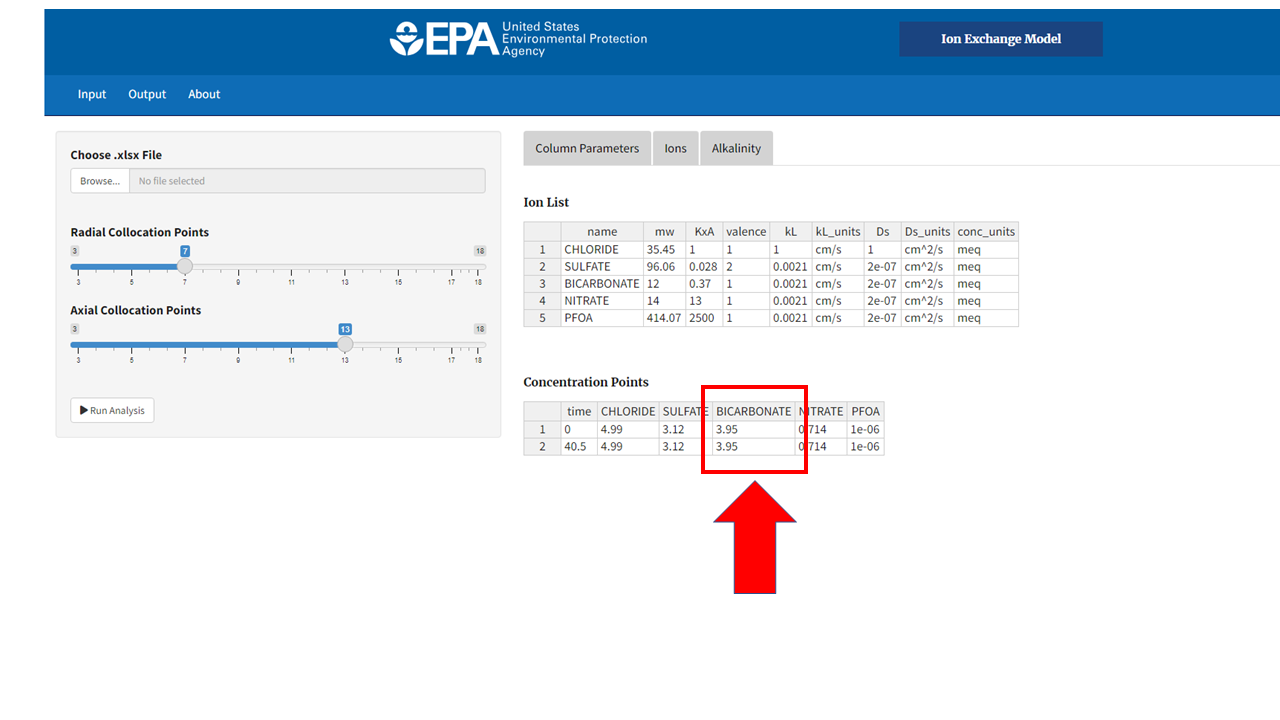 EPA United States
Environmental Protection
Agency
Ion Exchange Model
Input Output About
Choose .xlsx File
Browse... No file selected
Radial Collocation Points
3 7 18
3 5 7 9 11 13 15 17 18
Axial Collocation Points
3 13 18
3 5 7 9 11 13 15 17 18
Run Analysis
Column Parameters Ions Alkalinity
Ion List
name mw KxA valence kL kL_units Ds Ds_units conc_units
1 CHLORIDE 35.45 1 1 1 cm/s 1 cm^2/s meq
2 SULFATE 96.06 0.028 2 0.0021 cm/s 2e-07 cm^2/s meq
3 BICARBONATE 12 0.37 1 0.0021 cm/s 2e-07 cm^2/s meq
4 NITRATE 14 13 1 0.0021 cm/s 2e-07 cm^2/s meq
5 PFOA 414.07 2500 1 0.0021 cm/s 2e-07 cm^2/s meq
Concentration Points
time CHLORIDE SULFATE BICARBONATE NITRATE PFOA
1 0 4.99 3.12 3.95 0.714 1e-06
2 40.5 4.99 3.12 3.95 0.714 1e-06